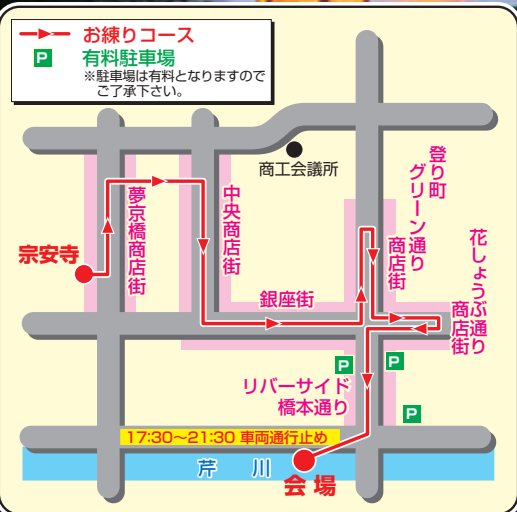 お練りコース
P 有料駐車場
※駐車場は有料となりますので
ご了承下さい。
商工会議所
登り町
グリーン通り
商店街
花しょうぶ通り
商店街
中央商店街
夢京橋商店街
宗安寺
銀座街
P
P
リバーサイド
橋本通り
P
17:30~21:30 車両通行止め
芹川
会場